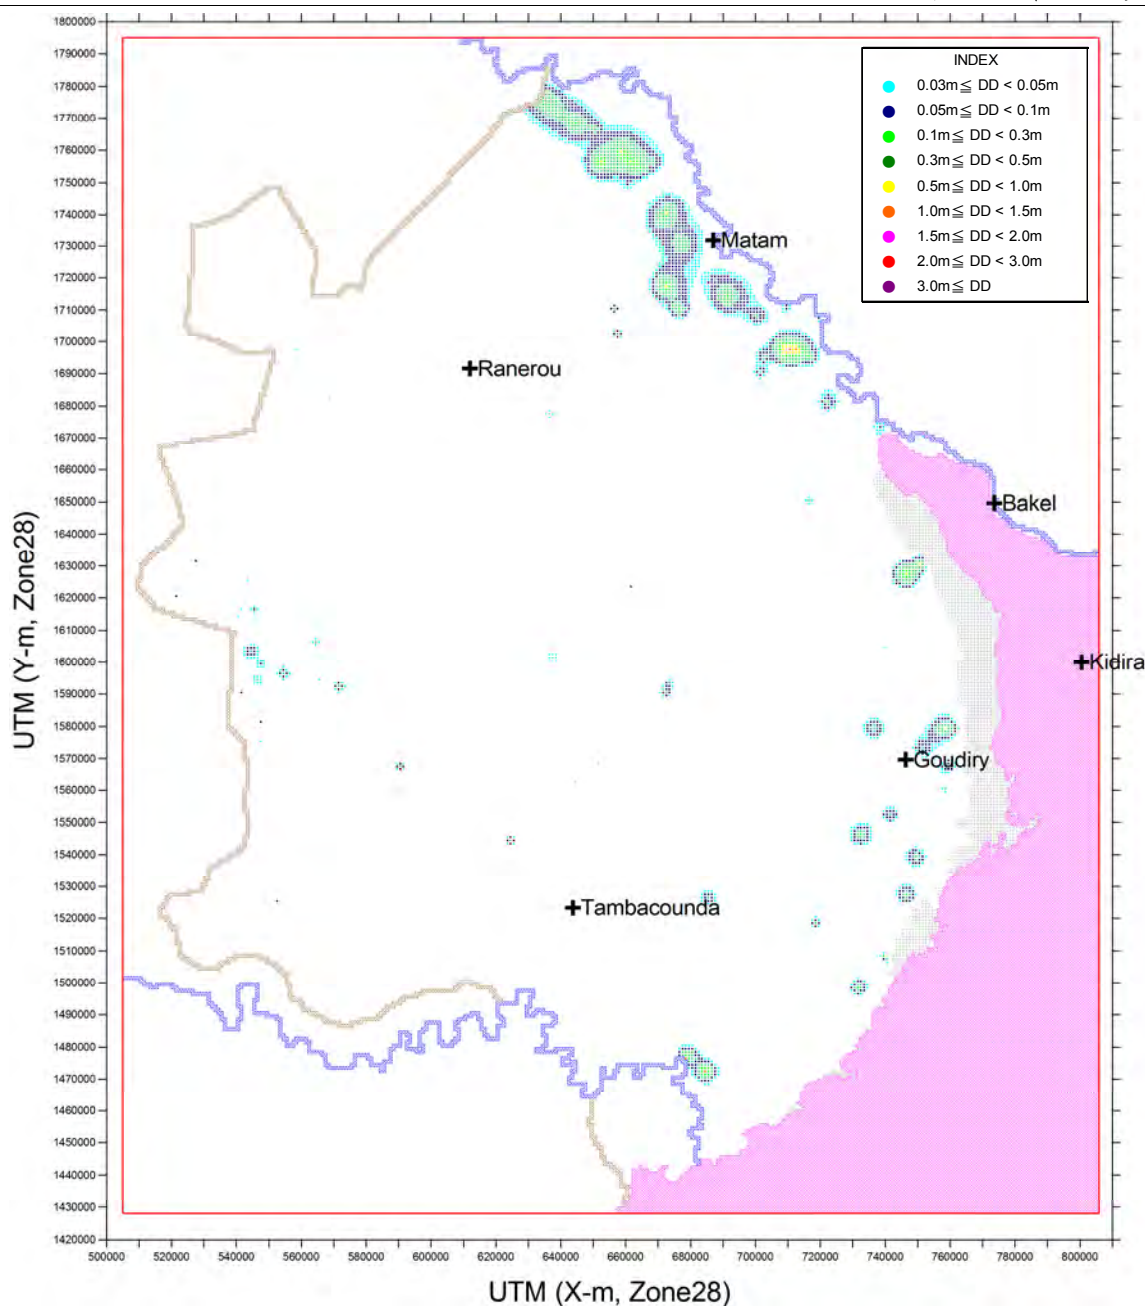 INDEX
0.03m≦ DD < 0.05m
0.05m≦ DD < 0.1m
0.1m≦ DD < 0.3m
0.3m≦ DD < 0.5m
0.5m≦ DD < 1.0m
1.0m≦ DD < 1.5m
1.5m≦ DD < 2.0m
2.0m≦ DD < 3.0m
3.0m≦ DD
Matam
Ranerou
Bakel
Kidira
Goudiry
Tambacounda
UTM (Y-m, Zone28)
1800000
1790000
1780000
1770000
1760000
1750000
1740000
1730000
1720000
1710000
1700000
1690000
1680000
1670000
1660000
1650000
1640000
1630000
1620000
1610000
1600000
1590000
1580000
1570000
1560000
1550000
1540000
1530000
1520000
1510000
1500000
1490000
1480000
1470000
1460000
1450000
1440000
1430000
1420000
500000 520000 540000 560000 580000 600000 620000 640000 660000 680000 700000 720000 740000 760000 780000 800000
UTM (X-m, Zone28)